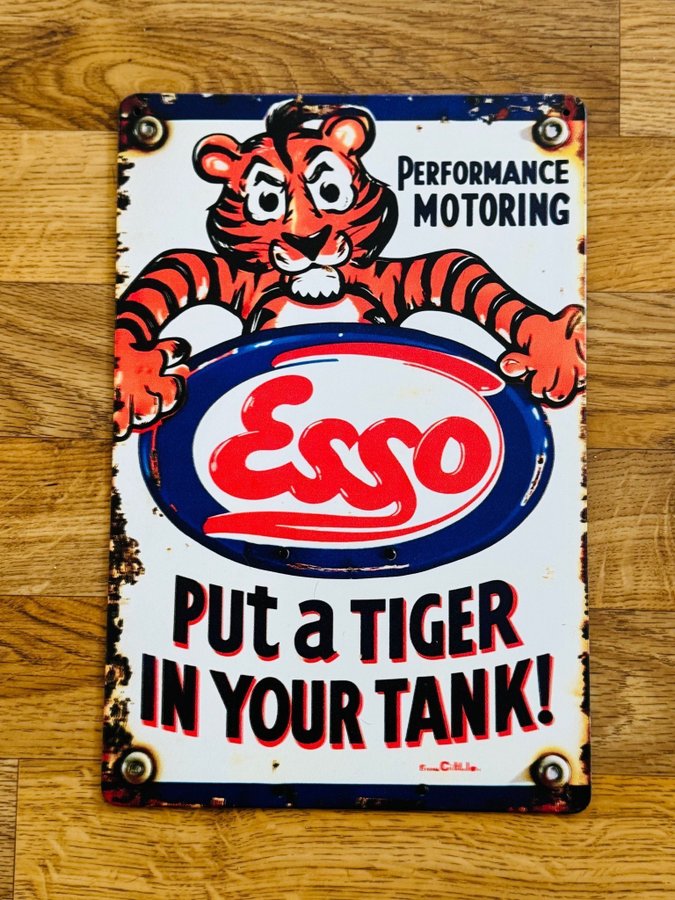 PERFORMANCE
MOTORING
Esso
PUt a TIGER
IN YOUR TANK!